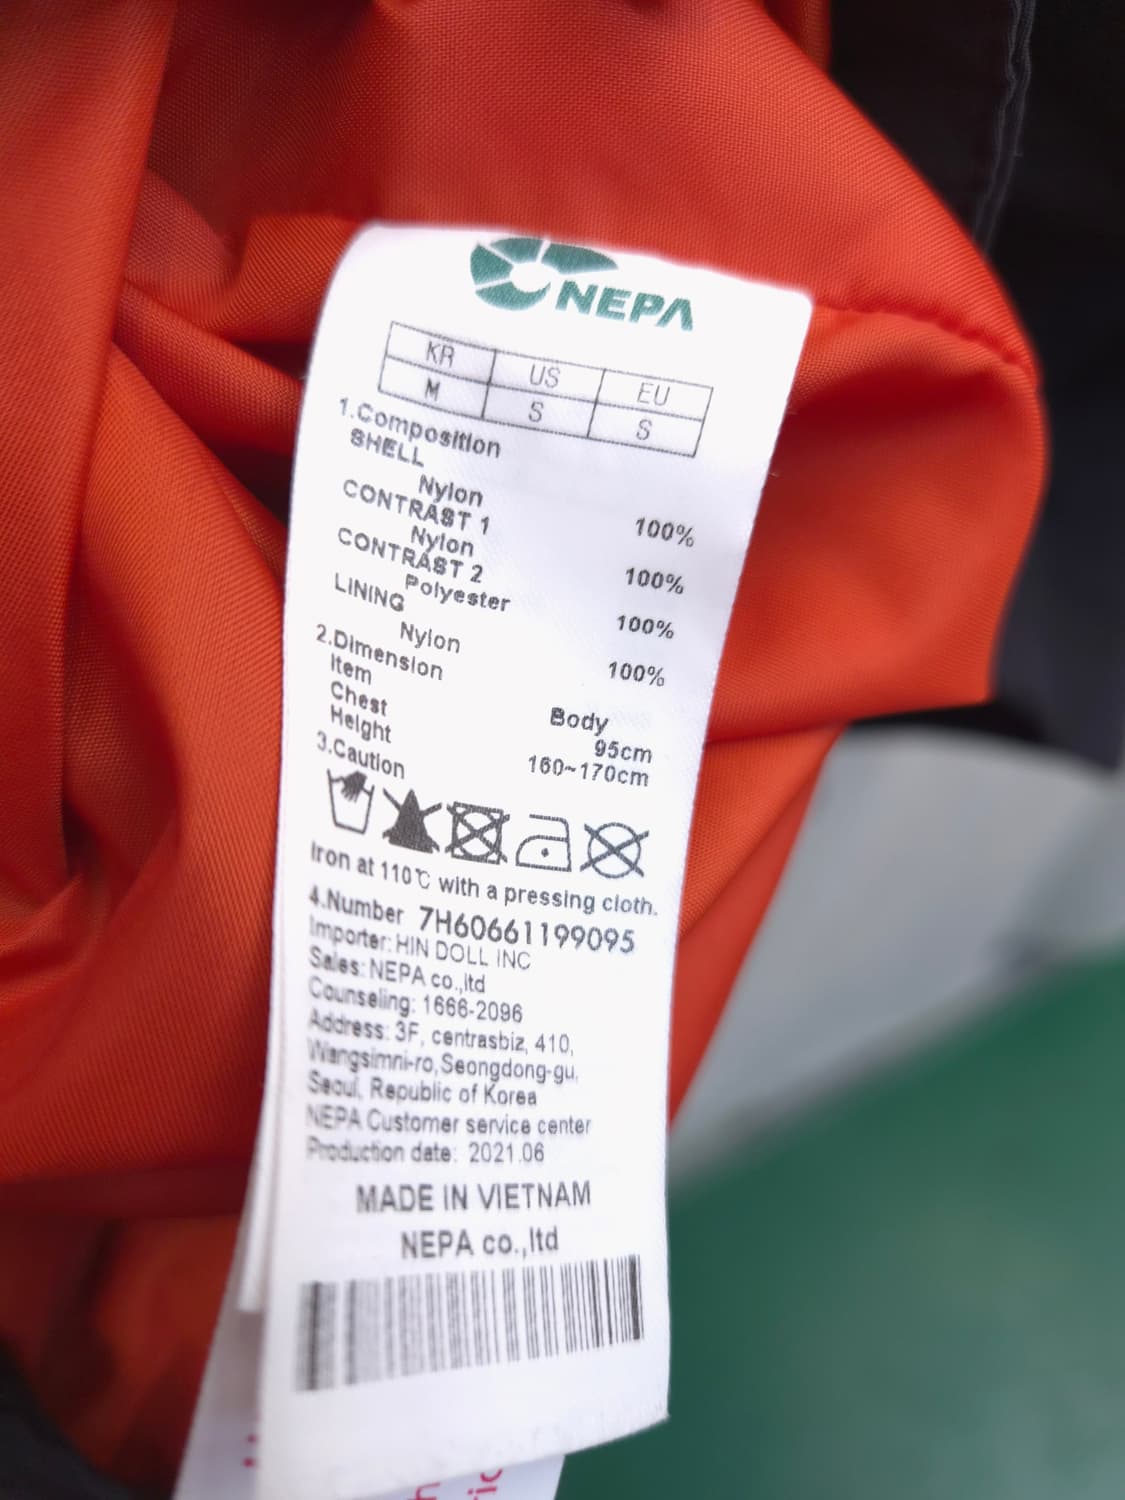 NEPA
KR US EU
M S S
1.Composition
SHELL
Nylon 100%
CONTRAST 1
Nylon 100%
CONTRAST 2
Polyester 100%
LINING
Nylon 100%
2.Dimension
Item Body
Chest 95cm
Height 160~170cm
3.Caution
Iron at 110℃ with a pressing cloth.
4.Number 7H60661199095
Importer: HIN DOLL INC
Sales: NEPA co.,ltd
Counseling: 1666-2096
Address: 3F, centrasbiz, 410,
Wangsimni-ro, Seongdong-gu,
Seoul, Republic of Korea
NEPA Customer service center
Production date: 2021.06
MADE IN VIETNAM
NEPA co.,ltd